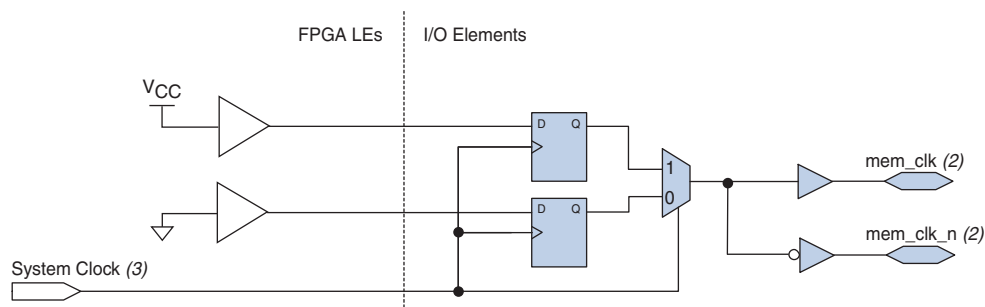 FPGA LEs
I/O Elements
VCC
D Q
1
mem_clk (2)
0
D Q
mem_clk_n (2)
System Clock (3)